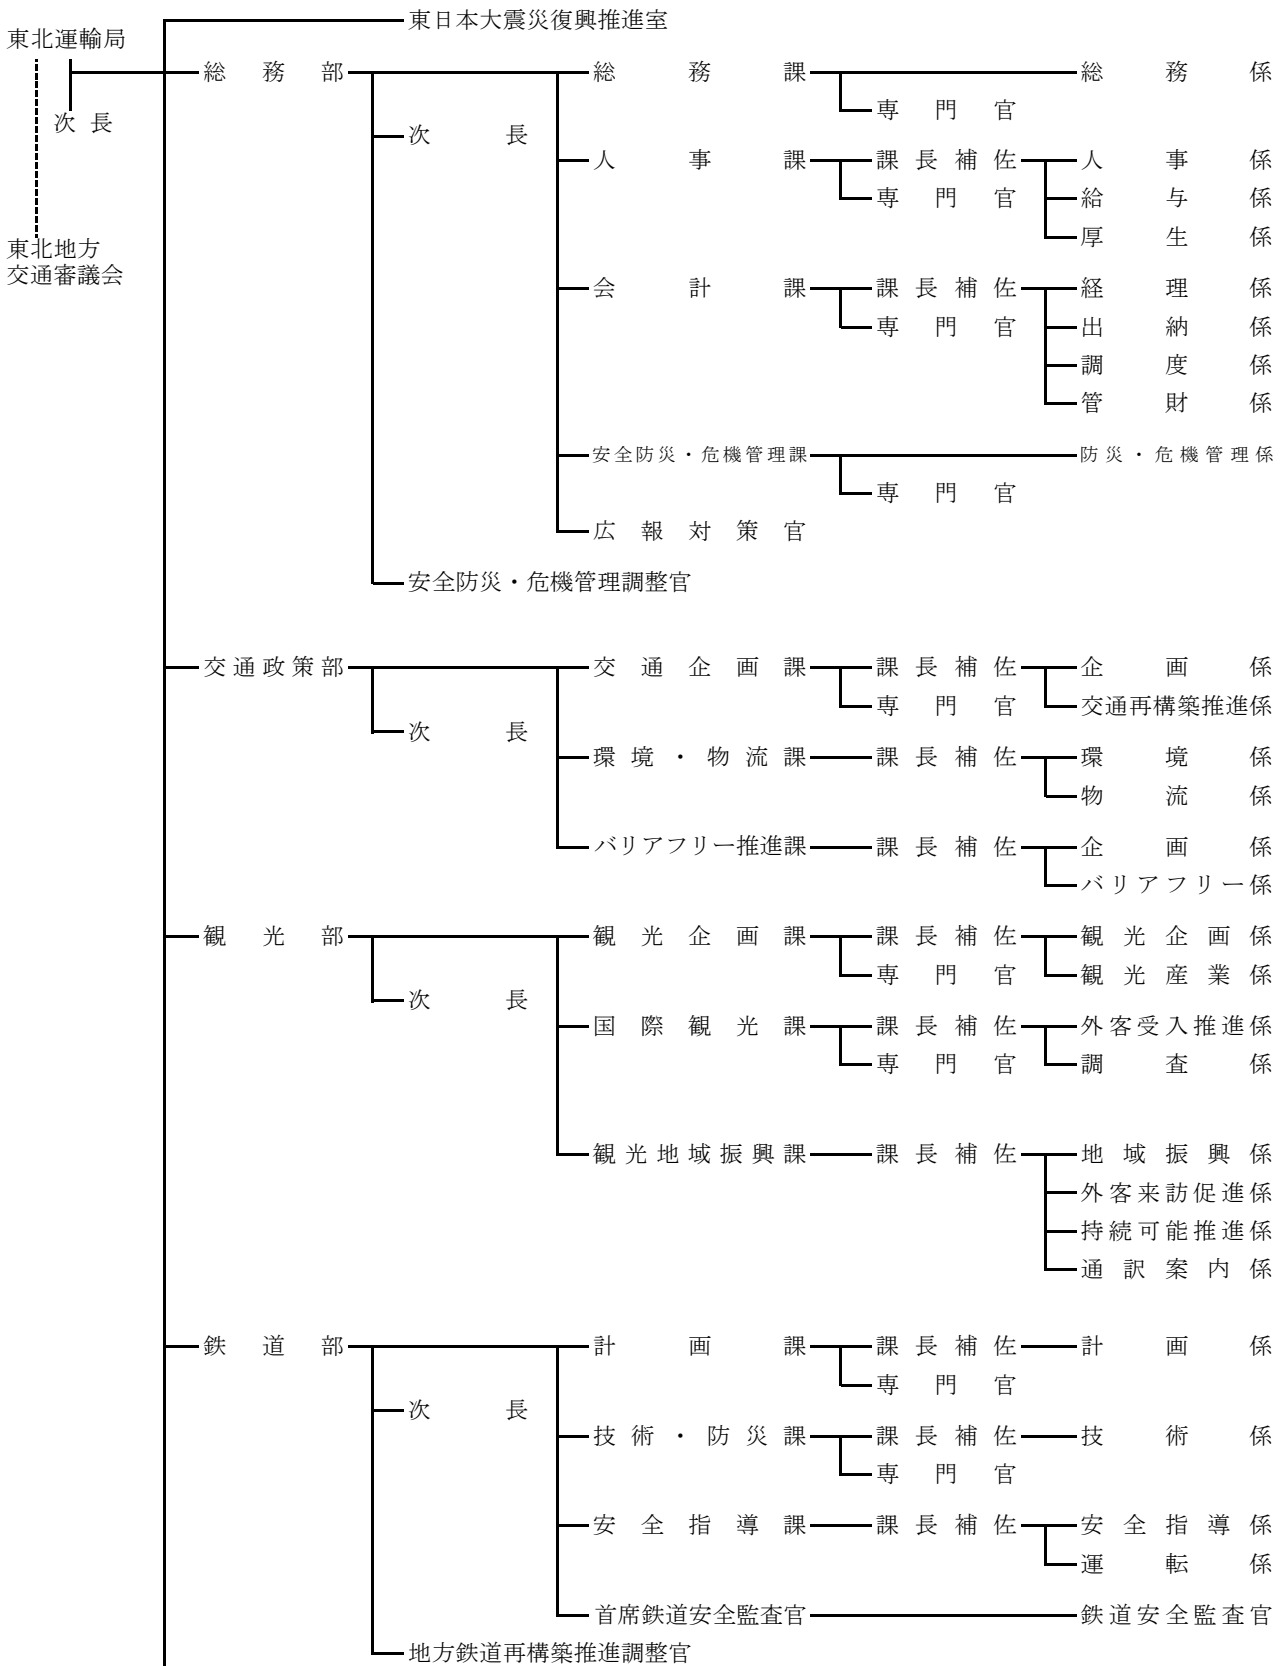 東日本大震災復興推進室
東北運輸局
総務部 総務課 総務係
専門官
次長 次長
人事課 課長補佐 人事係
専門官 給与係
厚生係
東北地方
交通審議会
会計課 課長補佐 経理係
専門官 出納係
調度係
管財係
安全防災・危機管理課 防災・危機管理係
専門官
広報対策官
安全防災・危機管理調整官
交通政策部 交通企画課 課長補佐 企画係
専門官 交通再構築推進係
次長
環境・物流課 課長補佐 環境係
物流係
バリアフリー推進課 課長補佐 企画係
バリアフリー係
観光部 観光企画課 課長補佐 観光企画係
専門官 観光産業係
次長
国際観光課 課長補佐 外客受入推進係
専門官 調査係
観光地域振興課 課長補佐 地域振興係
外客来訪促進係
持続可能推進係
通訳案内係
鉄道部 計画課 課長補佐 計画係
専門官
次長
技術・防災課 課長補佐 技術係
専門官
安全指導課 課長補佐 安全指導係
運転係
首席鉄道安全監査官 鉄道安全監査官
地方鉄道再構築推進調整官